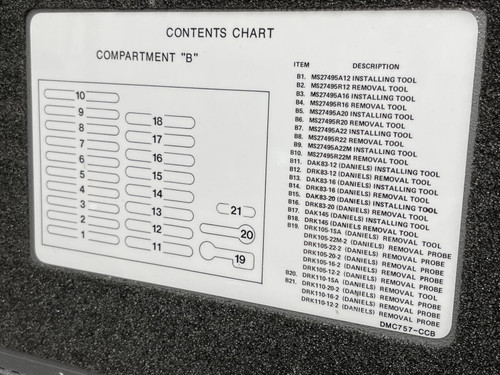 CONTENTS CHART
COMPARTMENT "B"
10
9
8
7
6
5
4
3
2
1
18
17
16
15
14
13
12
11
21
20
19
ITEM DESCRIPTION
B1. MS27495A12 INSTALLING TOOL
B2. MS27495R12 REMOVAL TOOL
B3. MS27495A16 INSTALLING TOOL
B4. MS27495R16 REMOVAL TOOL
B5. MS27495A20 INSTALLING TOOL
B6. MS27495R20 REMOVAL TOOL
B7. MS27495A22 INSTALLING TOOL
B8. MS27495R22 REMOVAL TOOL
B9. MS27495A22M INSTALLING TOOL
B10. MS27495R22M REMOVAL TOOL
B11. DAK83-12 (DANIELS) INSTALLING TOOL
B12. DRK83-12 (DANIELS) REMOVAL TOOL
B13. DAK83-16 (DANIELS) INSTALLING TOOL
B14. DRK83-16 (DANIELS) REMOVAL TOOL
B15. DAK83-20 (DANIELS) INSTALLING TOOL
B16. DRK83-20 (DANIELS) REMOVAL TOOL
B17. DAK145 (DANIELS) INSTALLING TOOL
B18. DRK145 (DANIELS) REMOVAL TOOL
B19. DRK105-15A (DANIELS) REMOVAL TOOL
DRK105-22M-2 (DANIELS) REMOVAL PROBE
DRK105-22-2 (DANIELS) REMOVAL PROBE
DRK105-20-2 (DANIELS) REMOVAL PROBE
DRK105-16-2 (DANIELS) REMOVAL PROBE
DRK105-12-2 (DANIELS) REMOVAL PROBE
B20. DRK110-15A (DANIELS) REMOVAL TOOL
B21. DRK110-20-2 (DANIELS) REMOVAL PROBE
DRK110-16-2 (DANIELS) REMOVAL PROBE
DRK110-12-2 (DANIELS) REMOVAL PROBE
DMC757-CCB